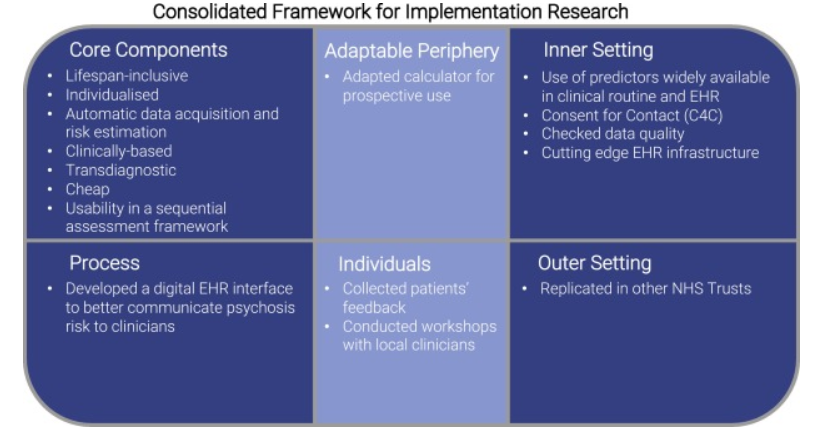 Consolidated Framework for Implementation Research
Core Components
• Lifespan-inclusive
• Individualised
• Automatic data acquisition and
risk estimation
• Clinically-based
• Transdiagnostic
• Cheap
• Usability in a sequential
assessment framework
Adaptable Periphery
• Adapted calculator for
prospective use
Inner Setting
• Use of predictors widely available
in clinical routine and EHR
• Consent for Contact (C4C)
• Checked data quality
• Cutting edge EHR infrastructure
Process
• Developed a digital EHR interface
to better communicate psychosis
risk to clinicians
Individuals
• Collected patients’
feedback
• Conducted workshops
with local clinicians
Outer Setting
• Replicated in other NHS Trusts